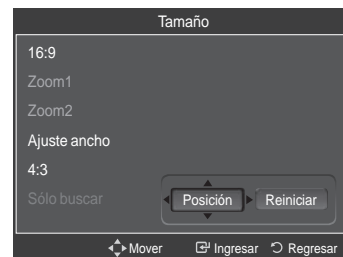 Tamaño
16:9
Zoom1
Zoom2
Ajuste ancho
4:3
Sólo buscar
Posición Reiniciar
Mover Ingresar Regresar